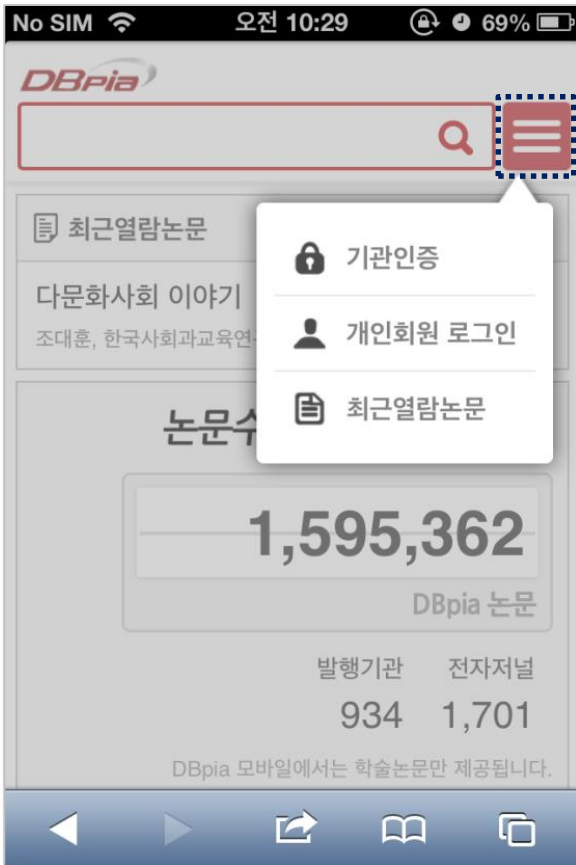 No SIM 오전 10:29 69%
DBpia
최근열람논문
기관인증
다문화사회 이야기
개인회원 로그인
조대훈, 한국사회과교육연
최근열람논문
논문수
1,595,362
DBpia 논문
발행기관 전자저널
934 1,701
DBpia 모바일에서는 학술논문만 제공됩니다.